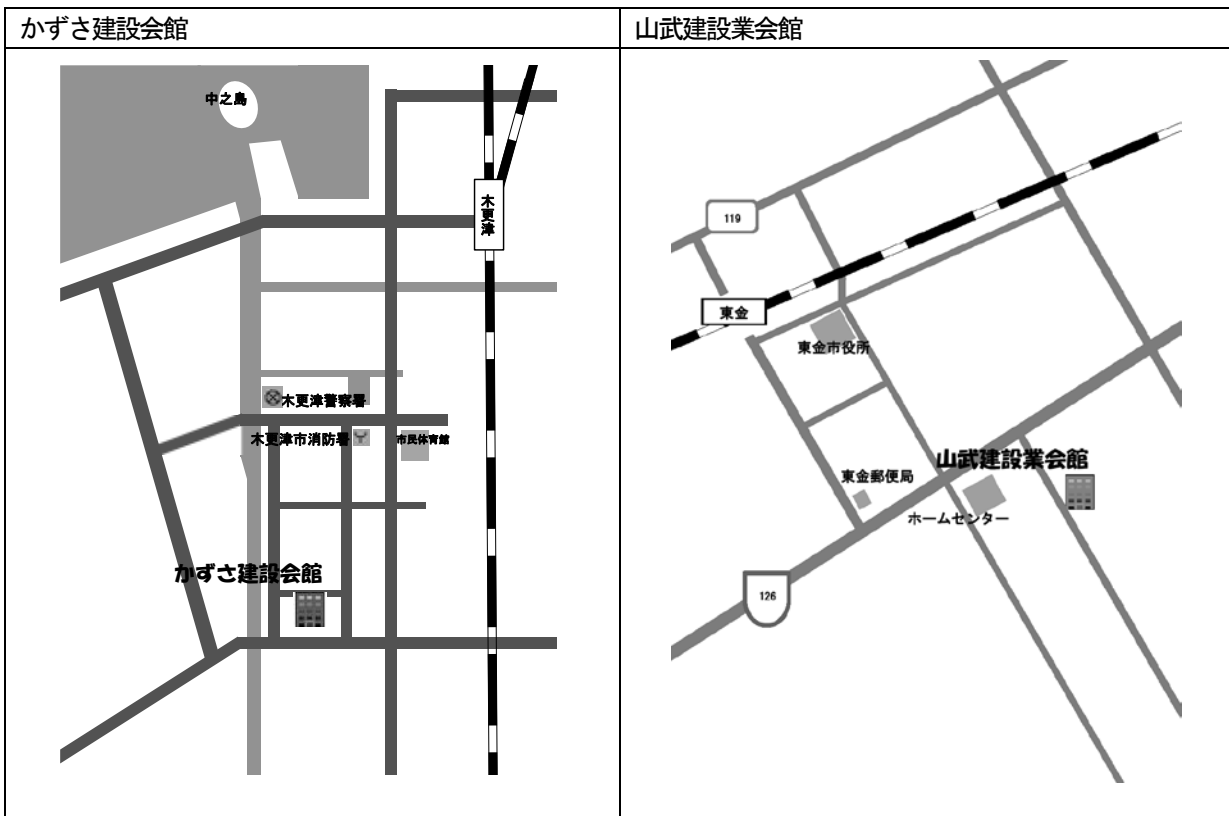 かずさ建設会館
中之島
木更津
木更津警察署
木更津市消防署
市民体育館
かずさ建設会館
山武建設業会館
119
東金
東金市役所
山武建設業会館
東金郵便局
ホームセンター
126